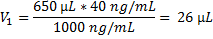 V₁ = 650 µL * 40 ng/mL / 1000 ng/mL = 26 µL